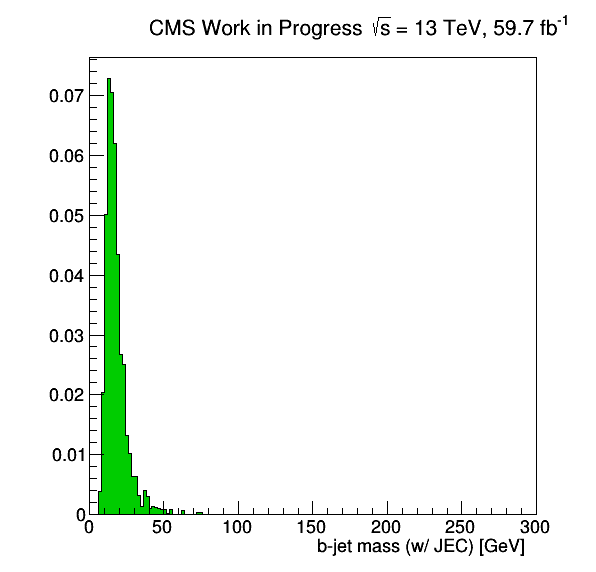 CMS Work in Progress √s = 13 TeV, 59.7 fb⁻¹
0.07
0.06
0.05
0.04
0.03
0.02
0.01
0
0 50 100 150 200 250 300
b-jet mass (w/ JEC) [GeV]